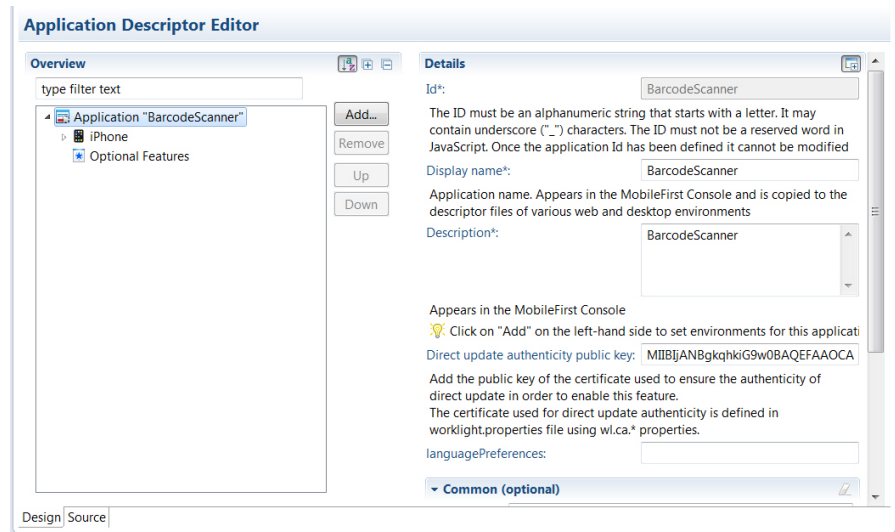 Application Descriptor Editor
Overview
type filter text
Application "BarcodeScanner"
iPhone
Optional Features
Add...
Remove
Up
Down
Details
Id*:
BarcodeScanner
The ID must be an alphanumeric string that starts with a letter. It may
contain underscore ("_") characters. The ID must not be a reserved word in
JavaScript. Once the application Id has been defined it cannot be modified
Display name*:
BarcodeScanner
Application name. Appears in the MobileFirst Console and is copied to the
descriptor files of various web and desktop environments
Description*:
BarcodeScanner
Appears in the MobileFirst Console
Click on "Add" on the left-hand side to set environments for this applicati
Direct update authenticity public key:
MIIBIjANBgkqhkiG9w0BAQEFAAOCA
Add the public key of the certificate used to ensure the authenticity of
direct update in order to enable this feature.
The certificate used for direct update authenticity is defined in
worklight.properties file using wl.ca.* properties.
languagePreferences:
Common (optional)
Design
Source